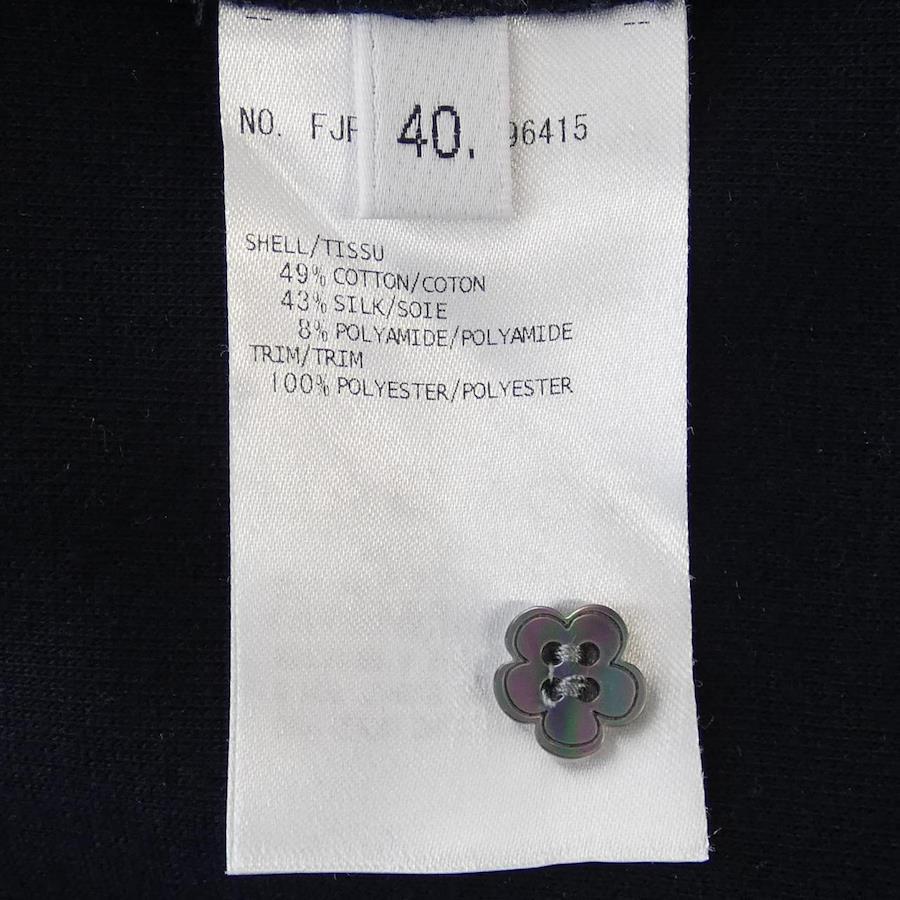 NO. FJF 40. 96415
SHELL/TISSU
49% COTTON/COTON
43% SILK/SOIE
8% POLYAMIDE/POLYAMIDE
TRIM/TRIM
100% POLYESTER/POLYESTER